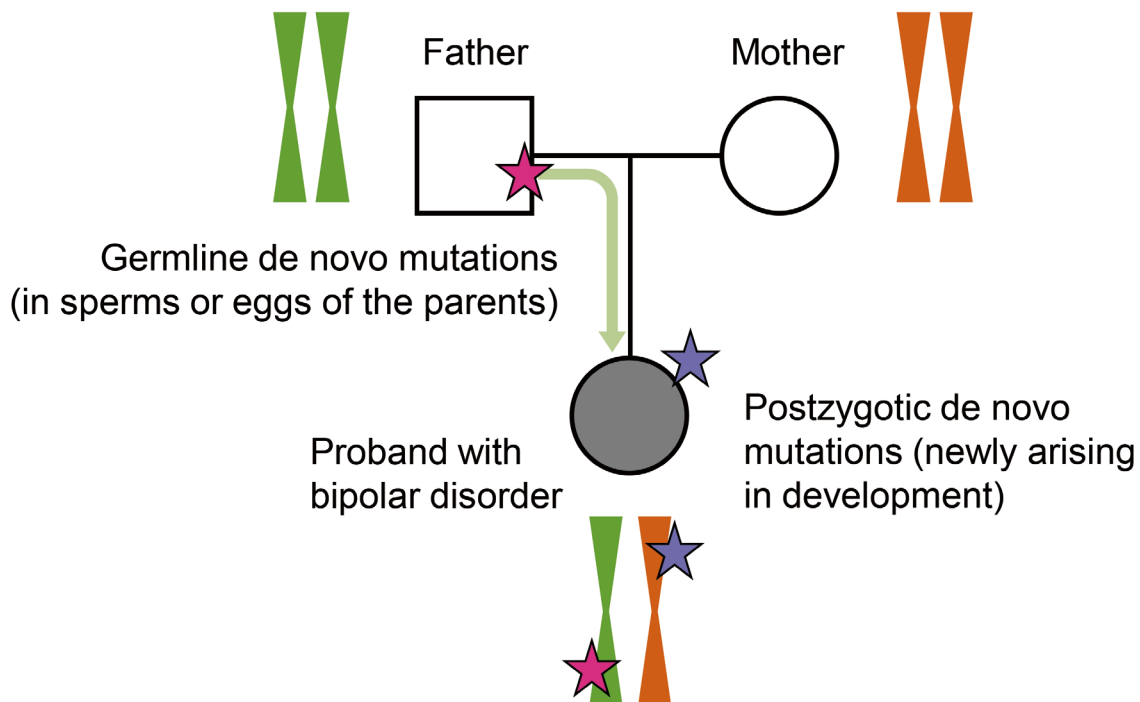 Father
Mother
Germline de novo mutations
(in sperms or eggs of the parents)
Proband with
bipolar disorder
Postzygotic de novo
mutations (newly arising
in development)